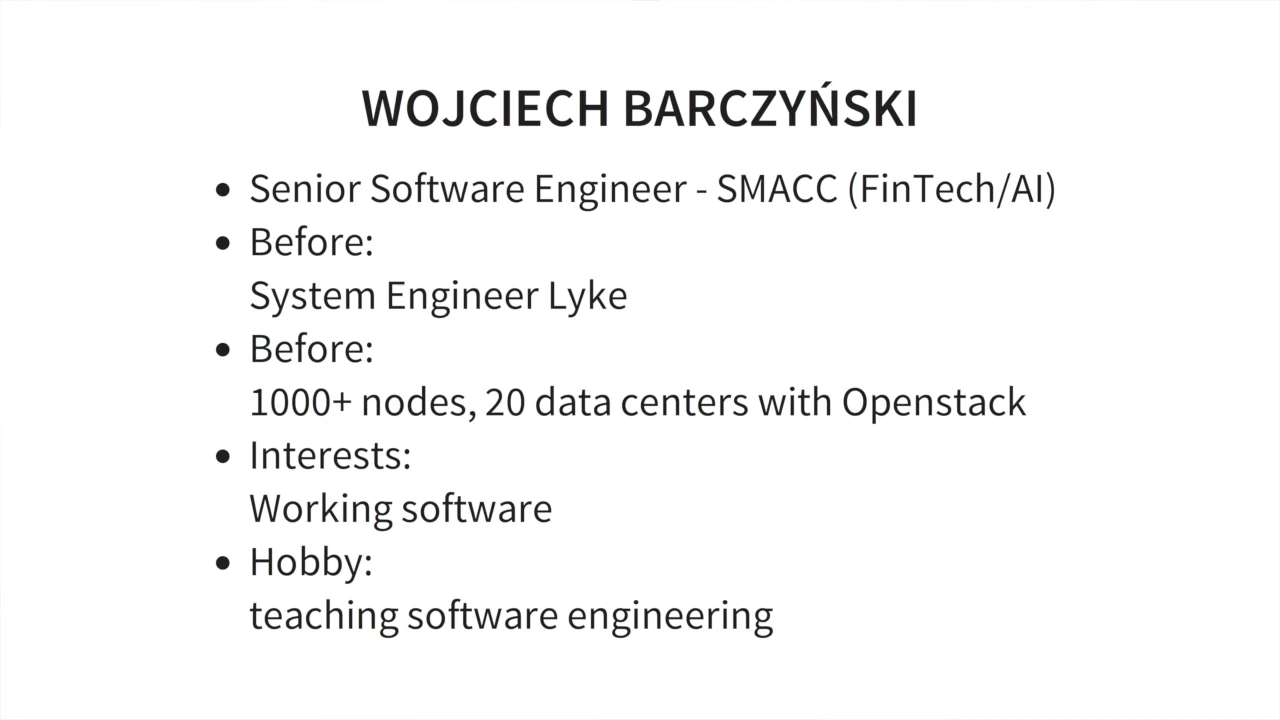 WOJCIECH BARCZYŃSKI
• Senior Software Engineer - SMACC (FinTech/AI)
• Before:
System Engineer Lyke
• Before:
1000+ nodes, 20 data centers with Openstack
• Interests:
Working software
• Hobby:
teaching software engineering